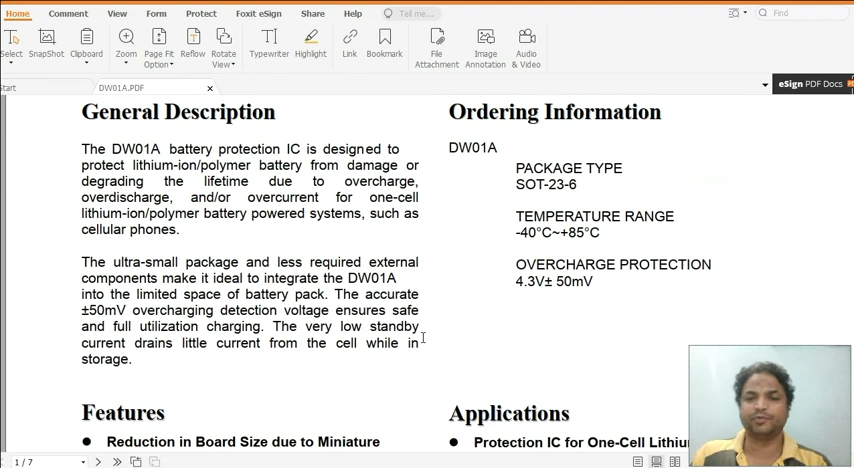 Home Comment View Form Protect Foxit eSign Share Help Tell me... Find
Select SnapShot Clipboard Zoom Page Fit Option Reflow Rotate View Typewriter Highlight Link Bookmark File Attachment Image Annotation Audio & Video
Start DW01A.PDF eSign PDF Docs
General Description
The DW01A battery protection IC is designed to
protect lithium-ion/polymer battery from damage or
degrading the lifetime due to overcharge,
overdischarge, and/or overcurrent for one-cell
lithium-ion/polymer battery powered systems, such as
cellular phones.
The ultra-small package and less required external
components make it ideal to integrate the DW01A
into the limited space of battery pack. The accurate
±50mV overcharging detection voltage ensures safe
and full utilization charging. The very low standby
current drains little current from the cell while in
storage.
Features
● Reduction in Board Size due to Miniature
Ordering Information
DW01A
PACKAGE TYPE
SOT-23-6
TEMPERATURE RANGE
-40°C~+85°C
OVERCHARGE PROTECTION
4.3V± 50mV
Applications
● Protection IC for One-Cell Lithiu
1 / 7